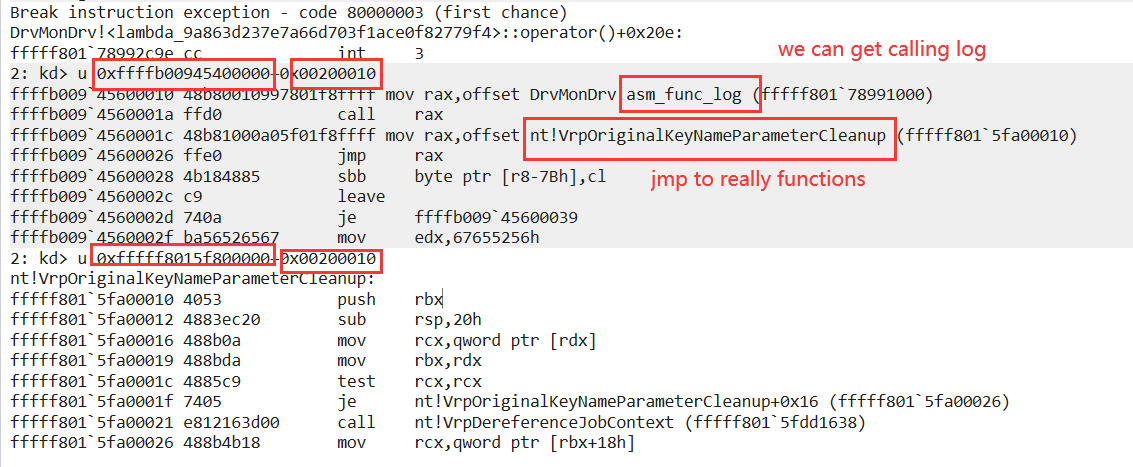 Break instruction exception - code 80000003 (first chance)
DrvMonDrv!<lambda_9a863d237e7a66d703f1ace0f82779f4>::operator()+0x20e:
fffff801`78992c9e cc int 3
we can get calling log
2: kd> u 0xffffb00945400000+0x00200010
ffffb009`45600010 48b80010997801f8ffff mov rax,offset DrvMonDrv!asm_func_log (fffff801`78991000)
ffffb009`4560001a ffd0 call rax
ffffb009`4560001c 48b81000a05f01f8ffff mov rax,offset nt!VrpOriginalKeyNameParameterCleanup (fffff801`5fa00010)
ffffb009`45600026 ffe0 jmp rax
jmp to really functions
ffffb009`45600028 4b184885 sbb byte ptr [r8-7Bh],cl
ffffb009`4560002c c9 leave
ffffb009`4560002d 740a je ffffb009`45600039
ffffb009`4560002f ba56526567 mov edx,67655256h
2: kd> u 0xfffff8015f800000+0x00200010
nt!VrpOriginalKeyNameParameterCleanup:
fffff801`5fa00010 4053 push rbx
fffff801`5fa00012 4883ec20 sub rsp,20h
fffff801`5fa00016 488b0a mov rcx,qword ptr [rdx]
fffff801`5fa00019 488bda mov rbx,rdx
fffff801`5fa0001c 4885c9 test rcx,rcx
fffff801`5fa0001f 7405 je nt!VrpOriginalKeyNameParameterCleanup+0x16 (fffff801`5fa00026)
fffff801`5fa00021 e812163d00 call nt!VrpDereferenceJobContext (fffff801`5fdd1638)
fffff801`5fa00026 488b4b18 mov rcx,qword ptr [rbx+18h]